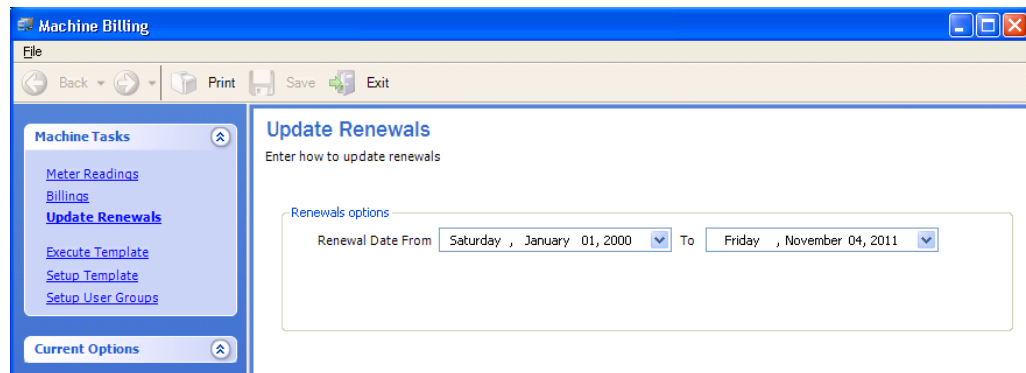 Machine Billing
File
Back Print Save Exit
Machine Tasks
Meter Readings
Billings
Update Renewals
Execute Template
Setup Template
Setup User Groups
Current Options
Update Renewals
Enter how to update renewals
Renewals options
Renewal Date From Saturday , January 01, 2000 To Friday , November 04, 2011